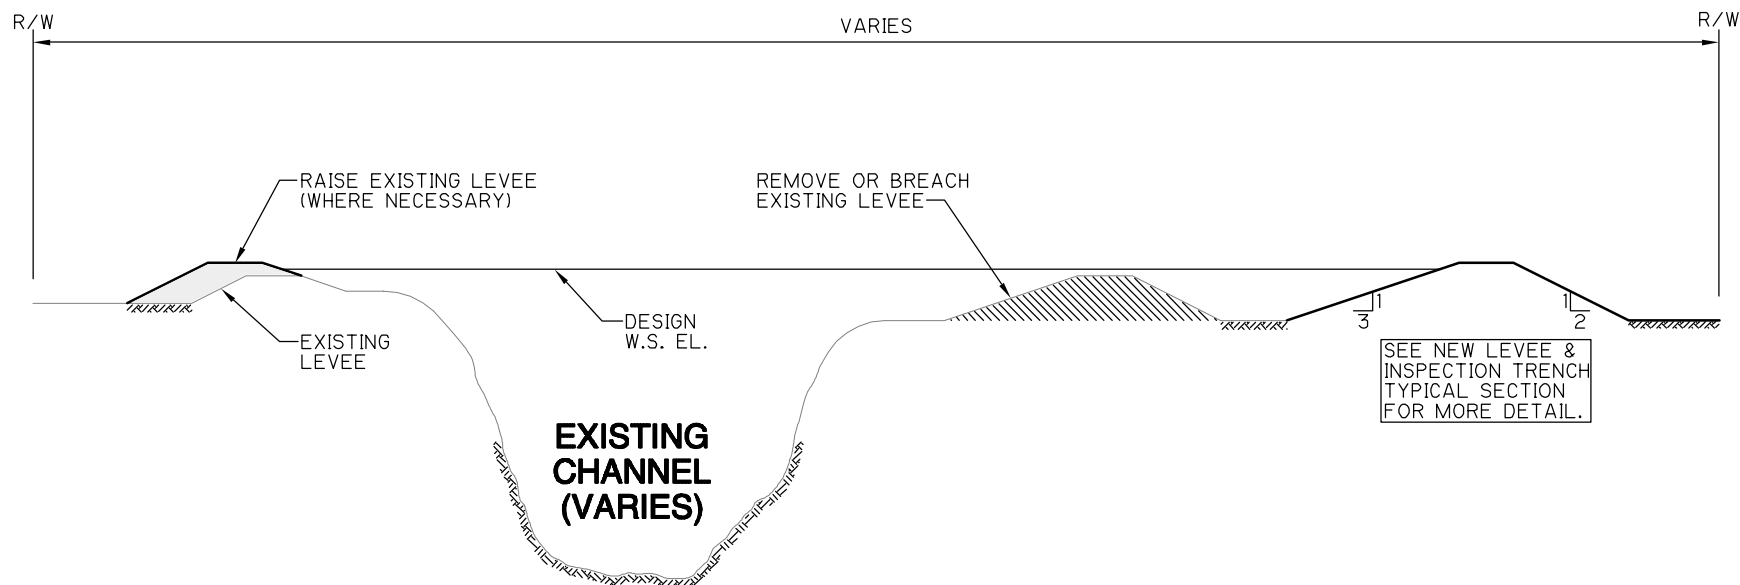 R/W
VARIES
R/W
RAISE EXISTING LEVEE
(WHERE NECESSARY)
REMOVE OR BREACH
EXISTING LEVEE
EXISTING
LEVEE
DESIGN
W.S. EL.
1
3
1
2
SEE NEW LEVEE &
INSPECTION TRENCH
TYPICAL SECTION
FOR MORE DETAIL.
EXISTING
CHANNEL
(VARIES)